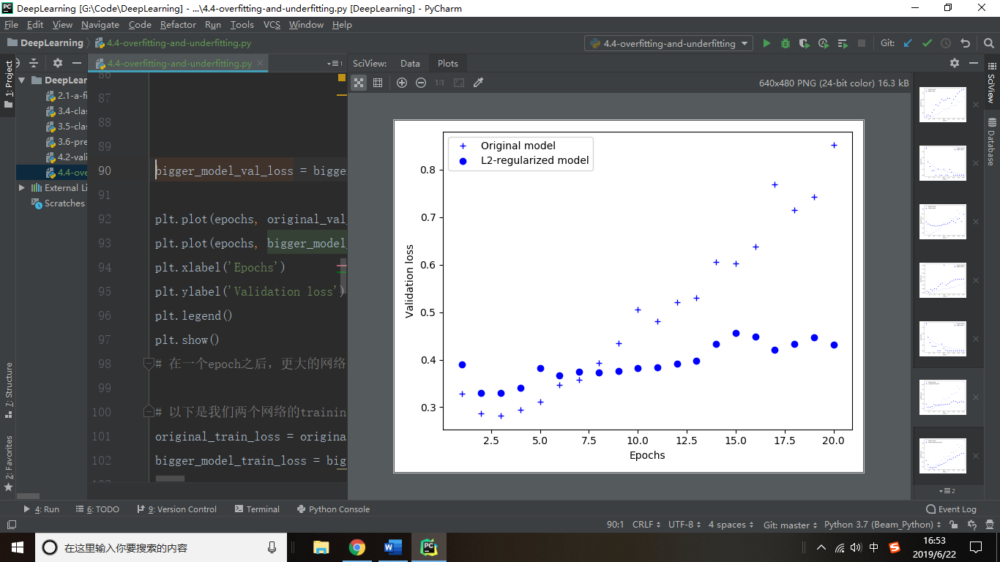 DeepLearning [G:\Code\DeepLearning] - ...\4.4-overfitting-and-underfitting.py [DeepLearning] - PyCharm
File Edit View Navigate Code Refactor Run Tools VCS Window Help
DeepLearning 4.4-overfitting-and-underfitting.py
4.4-overfitting-and-underfitting
Git:
1: Project
4.4-overfitting-and-underfitting.py
1
SciView: Data Plots
DeepLear
2.1-a-fi
3.4-clas
3.5-clas
3.6-pre
4.2-vali
4.4-ove
External Li
Scratches
86
87
88
89
90 bigger_model_val_loss = bigge
91
92 plt.plot(epochs, original_val_
93 plt.plot(epochs, bigger_model_
94 plt.xlabel('Epochs')
95 plt.ylabel('Validation loss')
96 plt.legend()
97 plt.show()
98 # 在一个epoch之后，更大的网络
99
100 # 以下是我们两个网络的trainin
101 original_train_loss = origina
102 bigger_model_train_loss = big
1:1
640x480 PNG (24-bit color) 16.3 kB
Original model
L2-regularized model
Validation loss
0.8
0.7
0.6
0.5
0.4
0.3
2.5 5.0 7.5 10.0 12.5 15.0 17.5 20.0
Epochs
2
SciView
Database
7: Structure
2: Favorites
4: Run 6: TODO 9: Version Control Terminal Python Console Event Log
90:1 CRLF UTF-8 4 spaces Git: master Python 3.7 (Beam_Python)
在这里输入你要搜索的内容
中
16:53
2019/6/22